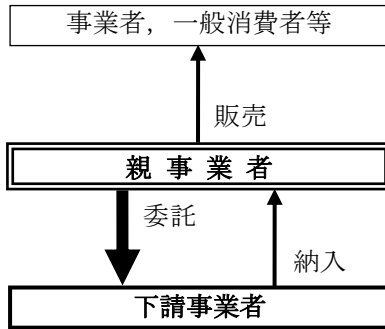 事業者，一般消費者等
販売
親 事 業 者
委託
納入
下請事業者